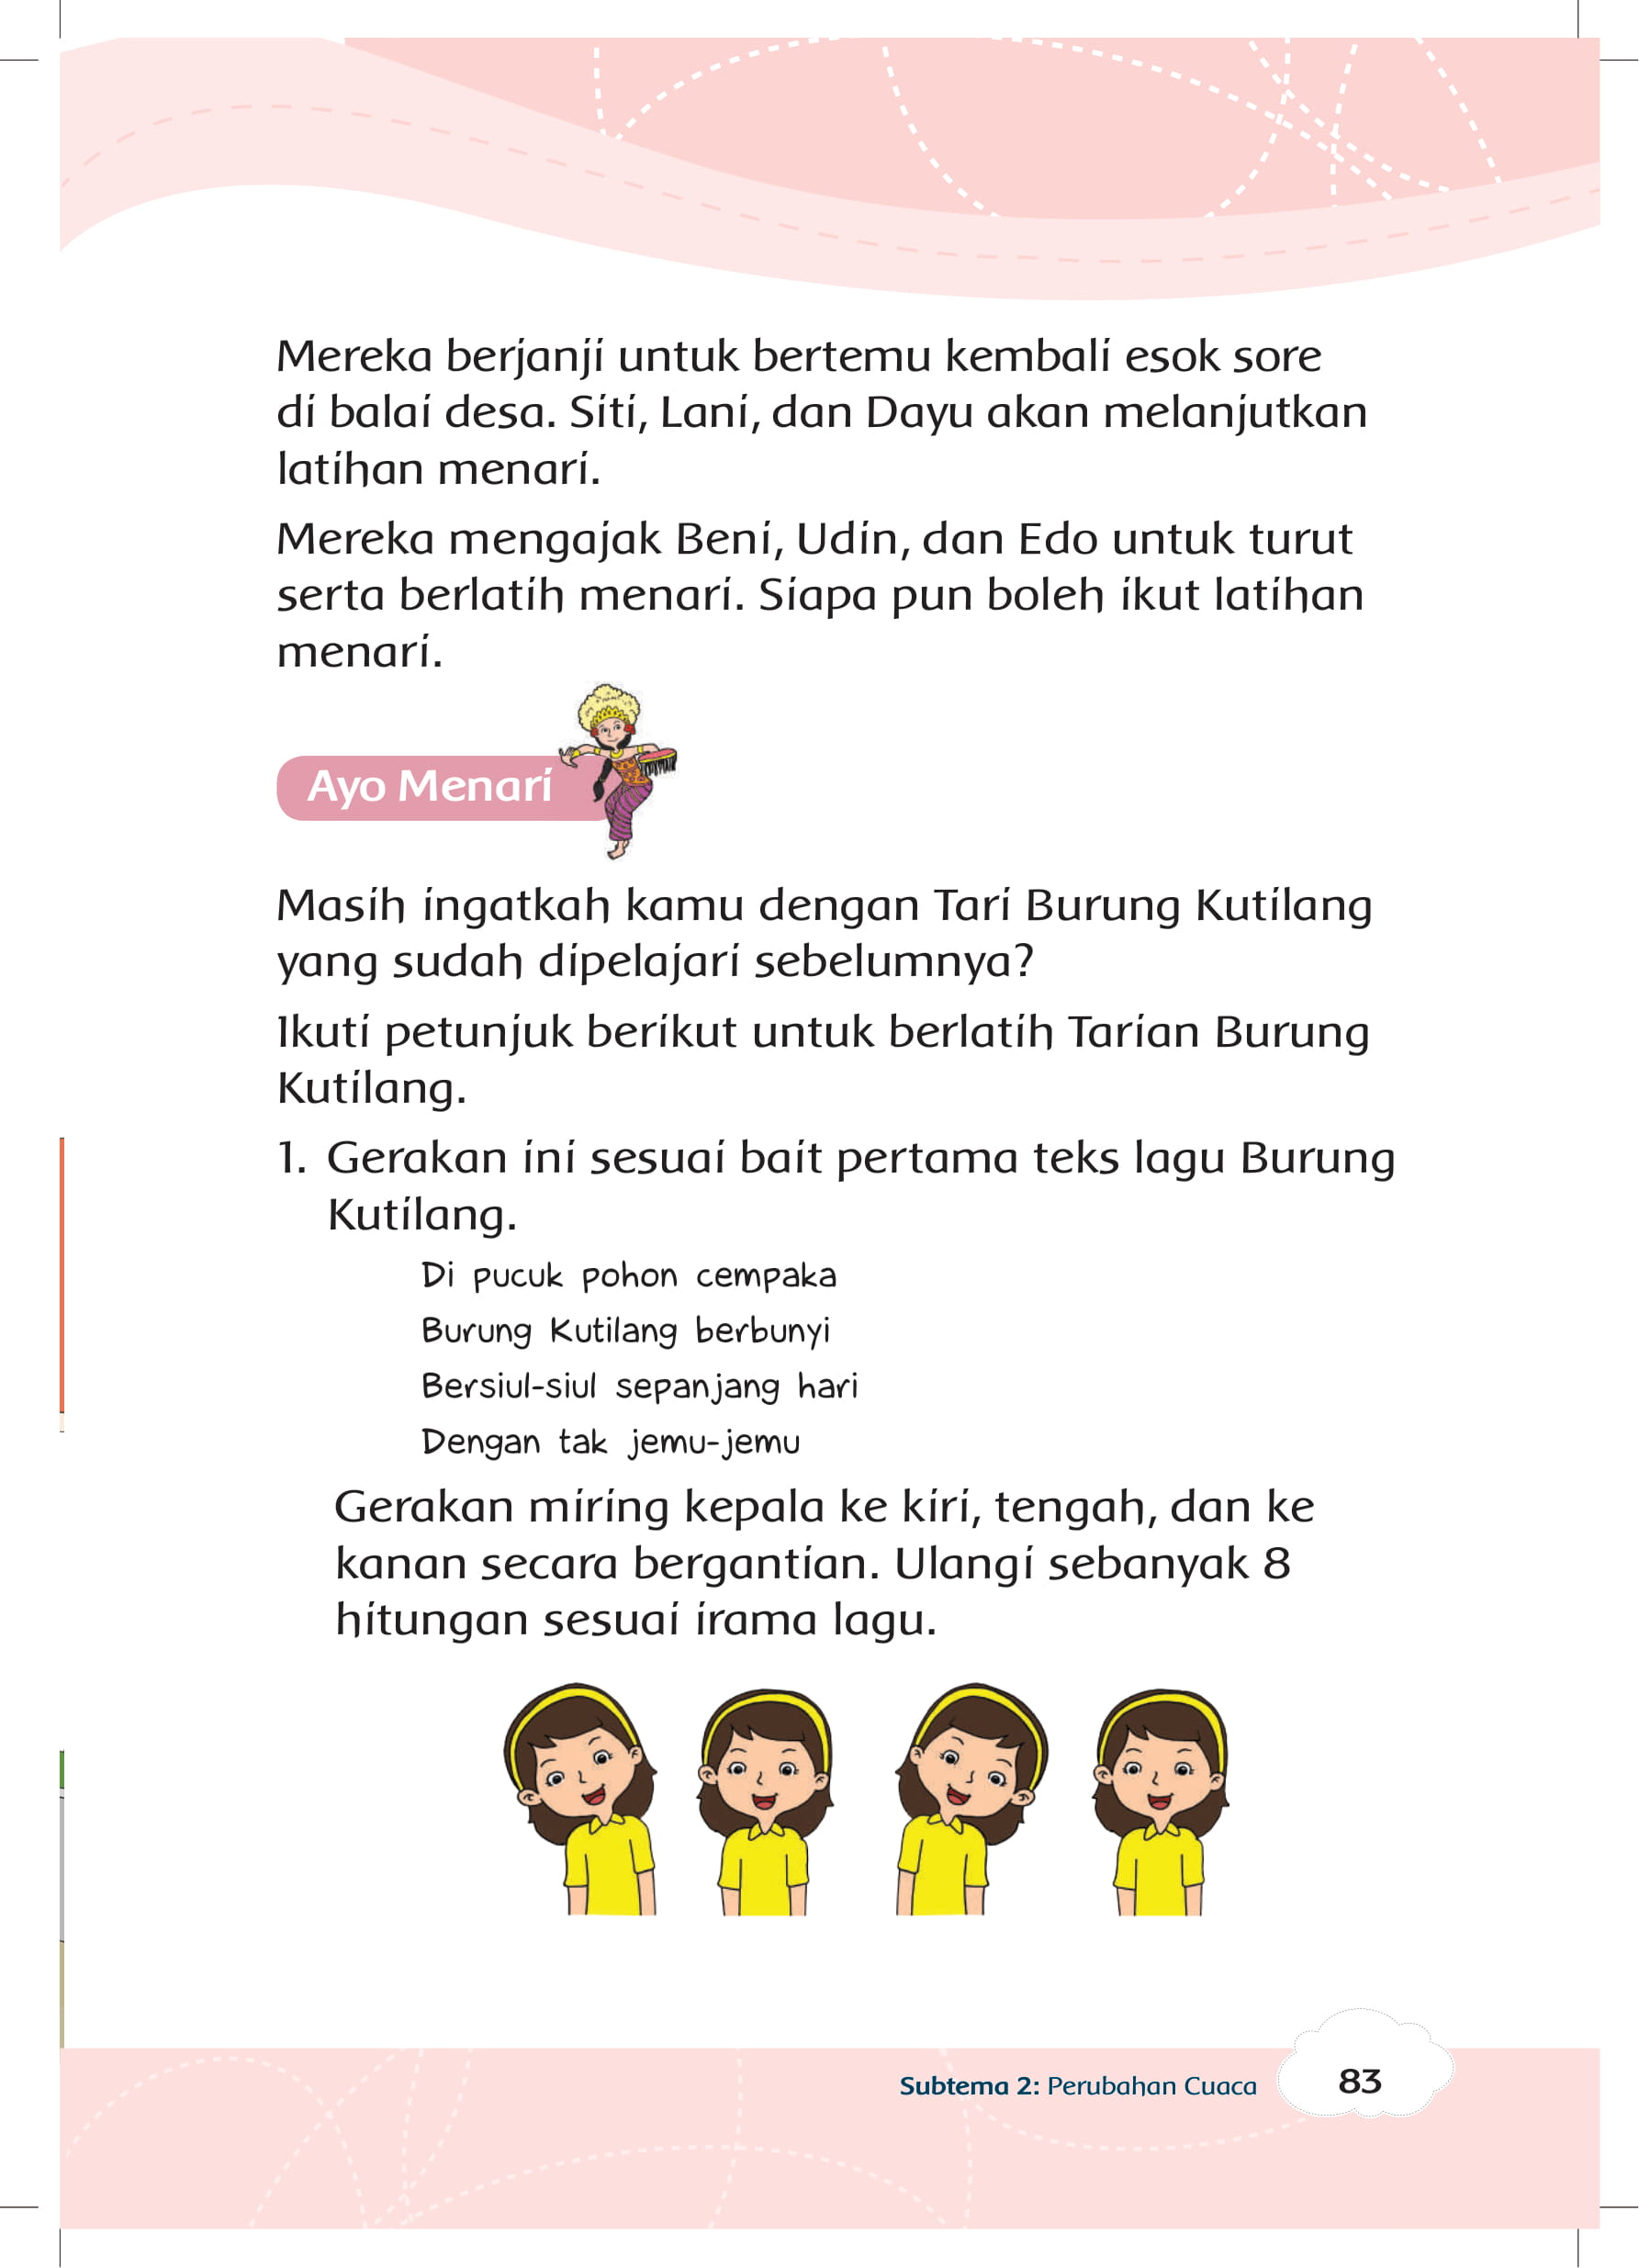 Mereka berjanji untuk bertemu kembali esok sore
di balai desa. Siti, Lani, dan Dayu akan melanjutkan
latihan menari.
Mereka mengajak Beni, Udin, dan Edo untuk turut
serta berlatih menari. Siapa pun boleh ikut latihan
menari.
Ayo Menari
Masih ingatkah kamu dengan Tari Burung Kutilang
yang sudah dipelajari sebelumnya?
Ikuti petunjuk berikut untuk berlatih Tarian Burung
Kutilang.
1. Gerakan ini sesuai bait pertama teks lagu Burung
Kutilang.
Di pucuk pohon cempaka
Burung Kutilang berbunyi
Bersiul-siul sepanjang hari
Dengan tak jemu-jemu
Gerakan miring kepala ke kiri, tengah, dan ke
kanan secara bergantian. Ulangi sebanyak 8
hitungan sesuai irama lagu.
Subtema 2: Perubahan Cuaca
83